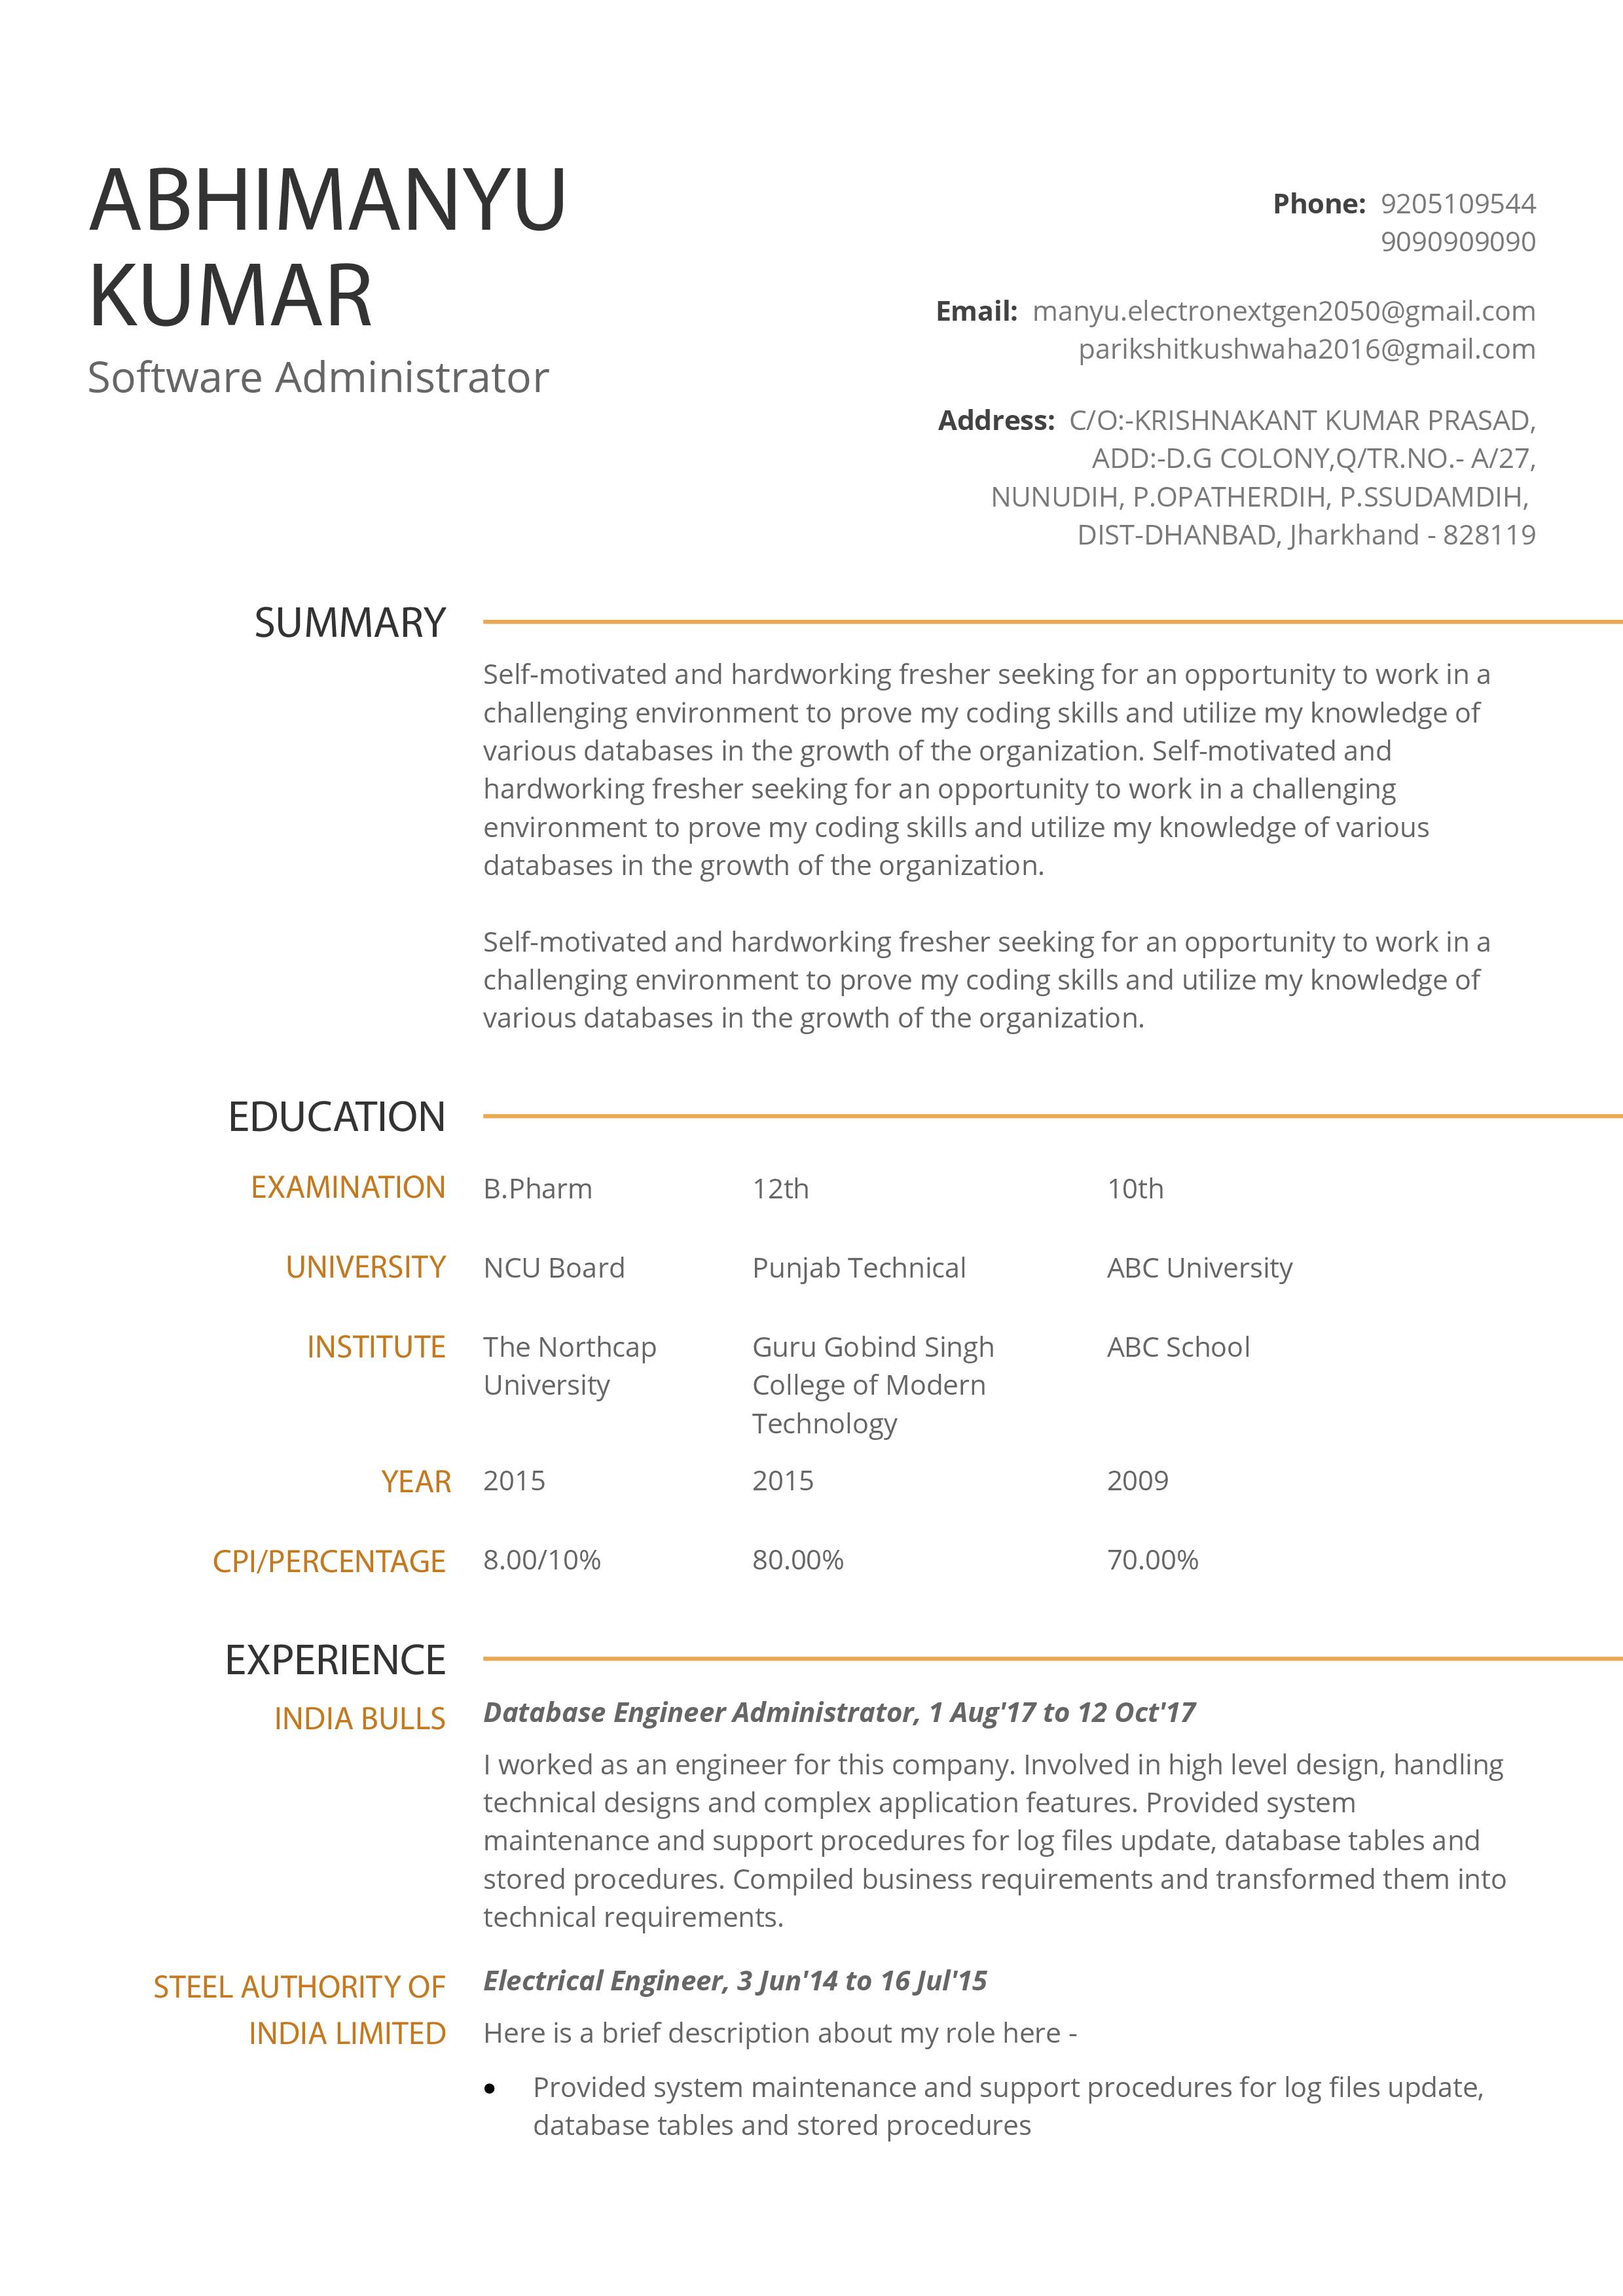 ABHIMANYU
KUMAR
Software Administrator
Phone: 9205109544
9090909090
Email: manyu.electronextgen2050@gmail.com
parikshitkushwaha2016@gmail.com
Address: C/O:-KRISHNAKANT KUMAR PRASAD,
ADD:-D.G COLONY,Q/TR.NO.- A/27,
NUNUDIH, P.OPATHERDIH, P.SSUDAMDIH,
DIST-DHANBAD, Jharkhand - 828119
SUMMARY
Self-motivated and hardworking fresher seeking for an opportunity to work in a
challenging environment to prove my coding skills and utilize my knowledge of
various databases in the growth of the organization. Self-motivated and
hardworking fresher seeking for an opportunity to work in a challenging
environment to prove my coding skills and utilize my knowledge of various
databases in the growth of the organization.
Self-motivated and hardworking fresher seeking for an opportunity to work in a
challenging environment to prove my coding skills and utilize my knowledge of
various databases in the growth of the organization.
EDUCATION
EXAMINATION B.Pharm 12th 10th
UNIVERSITY NCU Board Punjab Technical ABC University
INSTITUTE The Northcap Guru Gobind Singh ABC School
University College of Modern
Technology
YEAR 2015 2015 2009
CPI/PERCENTAGE 8.00/10% 80.00% 70.00%
EXPERIENCE
INDIA BULLS Database Engineer Administrator, 1 Aug'17 to 12 Oct'17
I worked as an engineer for this company. Involved in high level design, handling
technical designs and complex application features. Provided system
maintenance and support procedures for log files update, database tables and
stored procedures. Compiled business requirements and transformed them into
technical requirements.
STEEL AUTHORITY OF Electrical Engineer, 3 Jun'14 to 16 Jul'15
INDIA LIMITED Here is a brief description about my role here -
• Provided system maintenance and support procedures for log files update,
database tables and stored procedures